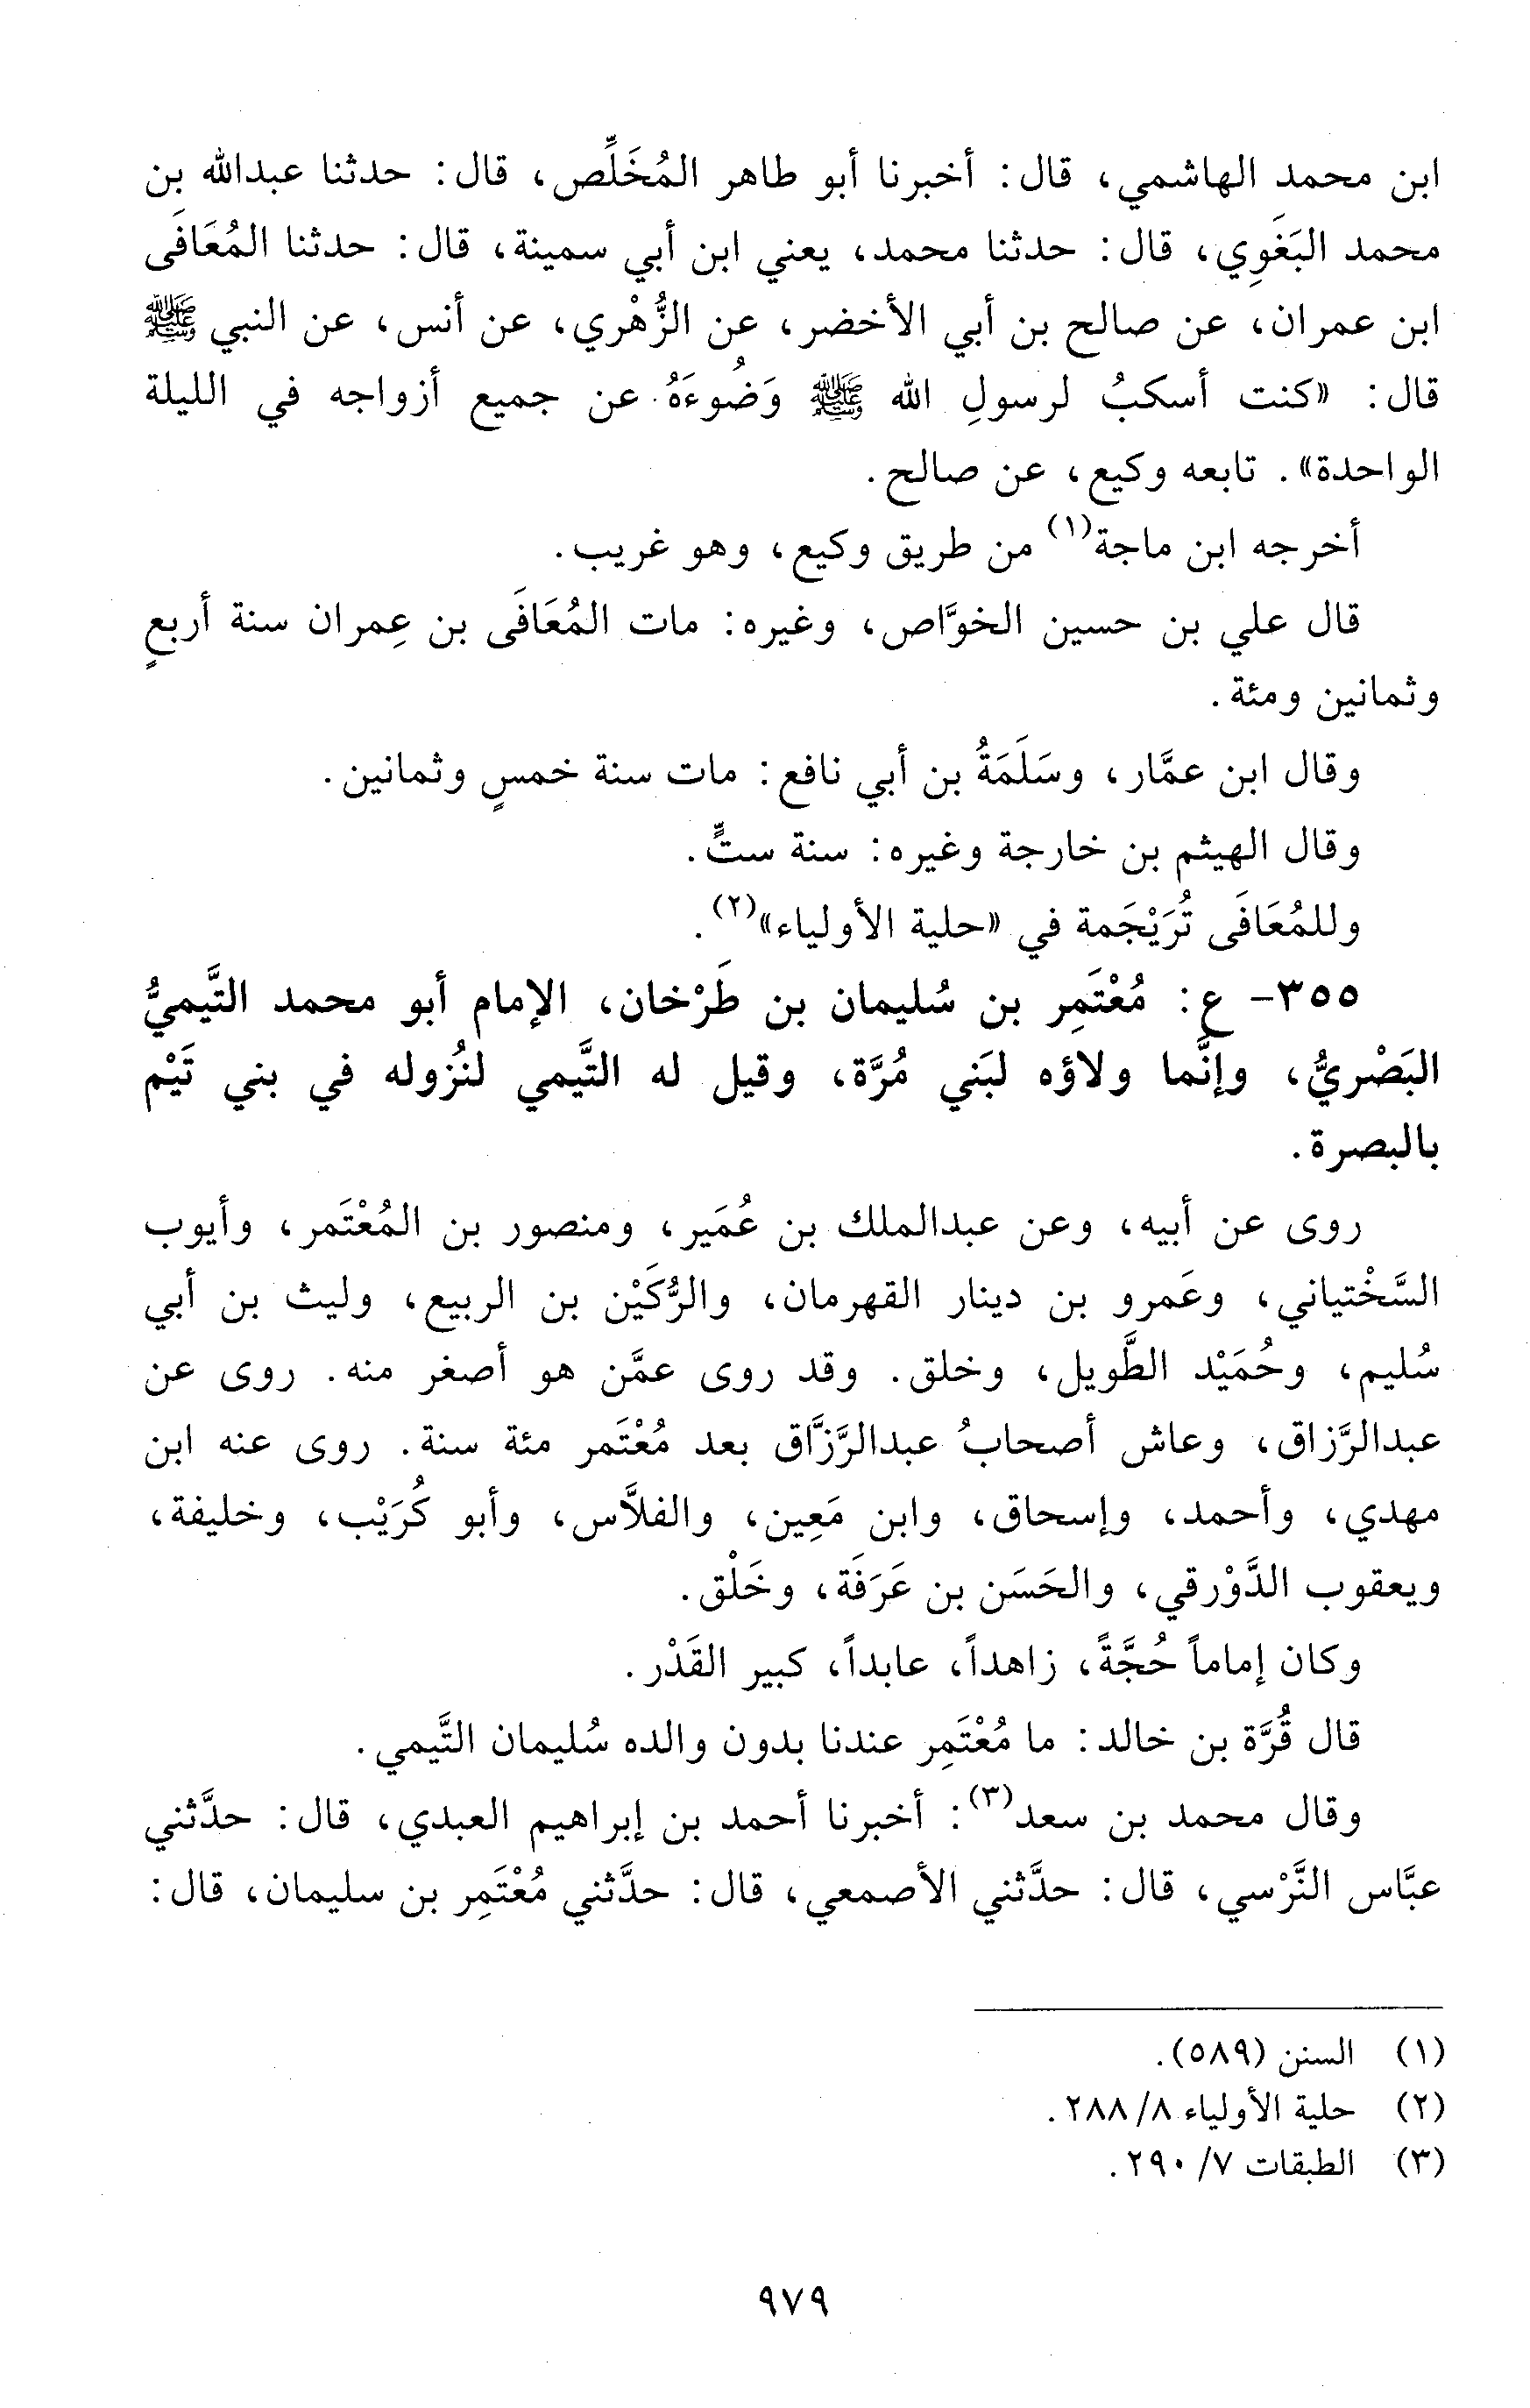 ابن محمد الهاشمي، قال: أخبرنا أبو طاهر المُخَلِّص، قال: حدثنا عبدالله بن
محمد البَغَوِي، قال: حدثنا محمد، يعني ابن أبي سمينة، قال: حدثنا المُعَافَى
ابن عمران، عن صالح بن أبي الأخضر، عن الزُّهْري، عن أنس، عن النبي ﷺ
قال: «كنت أسكبُ لرسولِ الله ﷺ وَضُوءَهُ عن جميع أزواجه في الليلة
الواحدة». تابعه وكيع، عن صالح.
أخرجه ابن ماجة(١) من طريق وكيع، وهو غريب.
قال علي بن حسين الخوَّاص، وغيره: مات المُعَافَى بن عِمران سنة أربعٍ
وثمانين ومئة.
وقال ابن عمَّار، وسَلَمَةُ بن أبي نافع: مات سنة خمسٍ وثمانين.
وقال الهيثم بن خارجة وغيره: سنة ستٍّ.
وللمُعَافَى تُرَيْجَمة في «حلية الأولياء»(٢).
٣٥٥- ع: مُعْتَمِر بن سُليمان بن طَرْخان، الإمام أبو محمد التَّيميُّ
البَصْريُّ، وإنَّما ولاؤه لبَني مُرَّة، وقيل له التَّيمي لنُزوله في بني تَيْم
بالبصرة.
روى عن أبيه، وعن عبدالملك بن عُمَير، ومنصور بن المُعْتَمر، وأيوب
السَّخْتياني، وعَمرو بن دينار القهرمان، والرُّكَيْن بن الربيع، وليث بن أبي
سُليم، وحُمَيْد الطَّويل، وخلق. وقد روى عمَّن هو أصغر منه. روى عن
عبدالرَّزاق، وعاش أصحابُ عبدالرَّزَّاق بعد مُعْتَمر مئة سنة. روى عنه ابن
مهدي، وأحمد، وإسحاق، وابن مَعِين، والفلاَّس، وأبو كُرَيْب، وخليفة،
ويعقوب الدَّوْرقي، والحَسَن بن عَرَفَة، وخَلْق.
وكان إماماً حُجَّةً، زاهداً، عابداً، كبير القَدْر.
قال قُرَّة بن خالد: ما مُعْتَمِر عندنا بدون والده سُليمان التَّيمي.
وقال محمد بن سعد(٣): أخبرنا أحمد بن إبراهيم العبدي، قال: حدَّثني
عبَّاس النَّرْسي، قال: حدَّثني الأصمعي، قال: حدَّثني مُعْتَمِر بن سليمان، قال:
(١) السنن (٥٨٩).
(٢) حلية الأولياء ٨/ ٢٨٨.
(٣) الطبقات ٧/ ٢٩٠.
٩٧٩